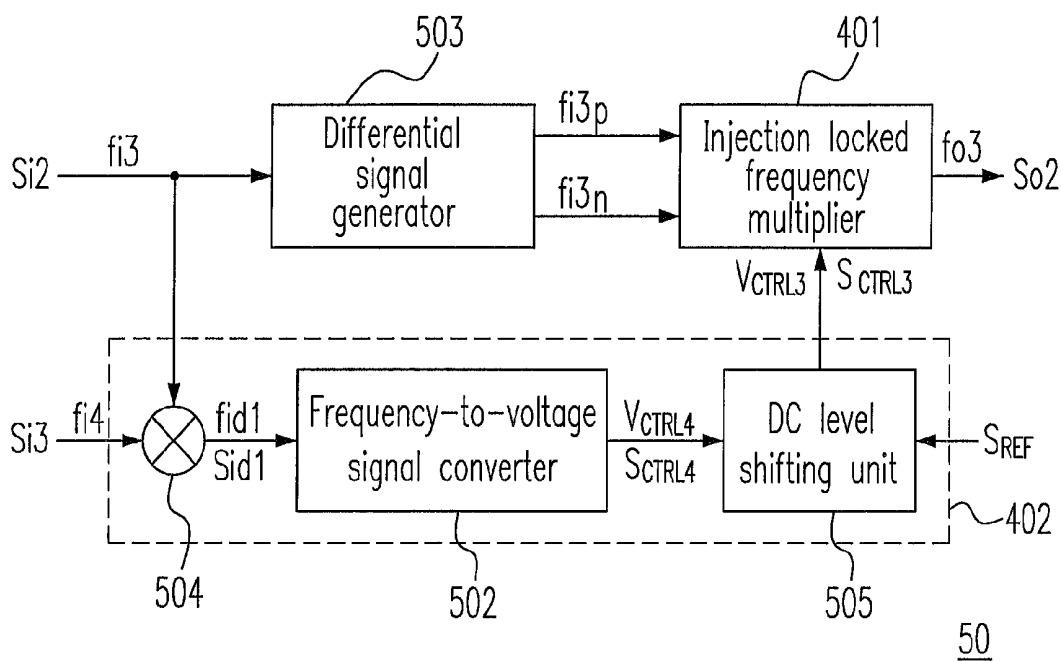 503
401
Differential
signal
generator
Injection locked
frequency
multiplier
Si2
fi3
fi3p
fi3n
fo3
So2
VCTRL3
SCTRL3
Si3
fi4
fid1
Sid1
Frequency-to-voltage
signal converter
VCTRL4
SCTRL4
DC level
shifting unit
SREF
402
504
502
505
50